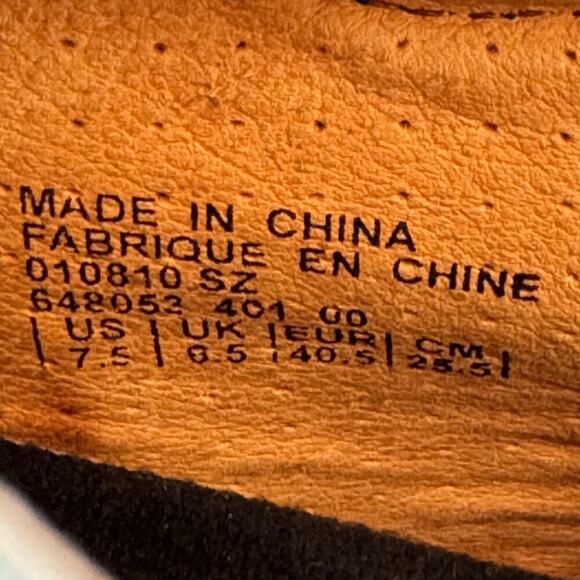 MADE IN CHINA
FABRIQUE EN CHINE
010810 SZ
648053 401 00
| US | UK | EUR | CM |
| 7.5 | 6.5 | 40.5 | 25.5 |